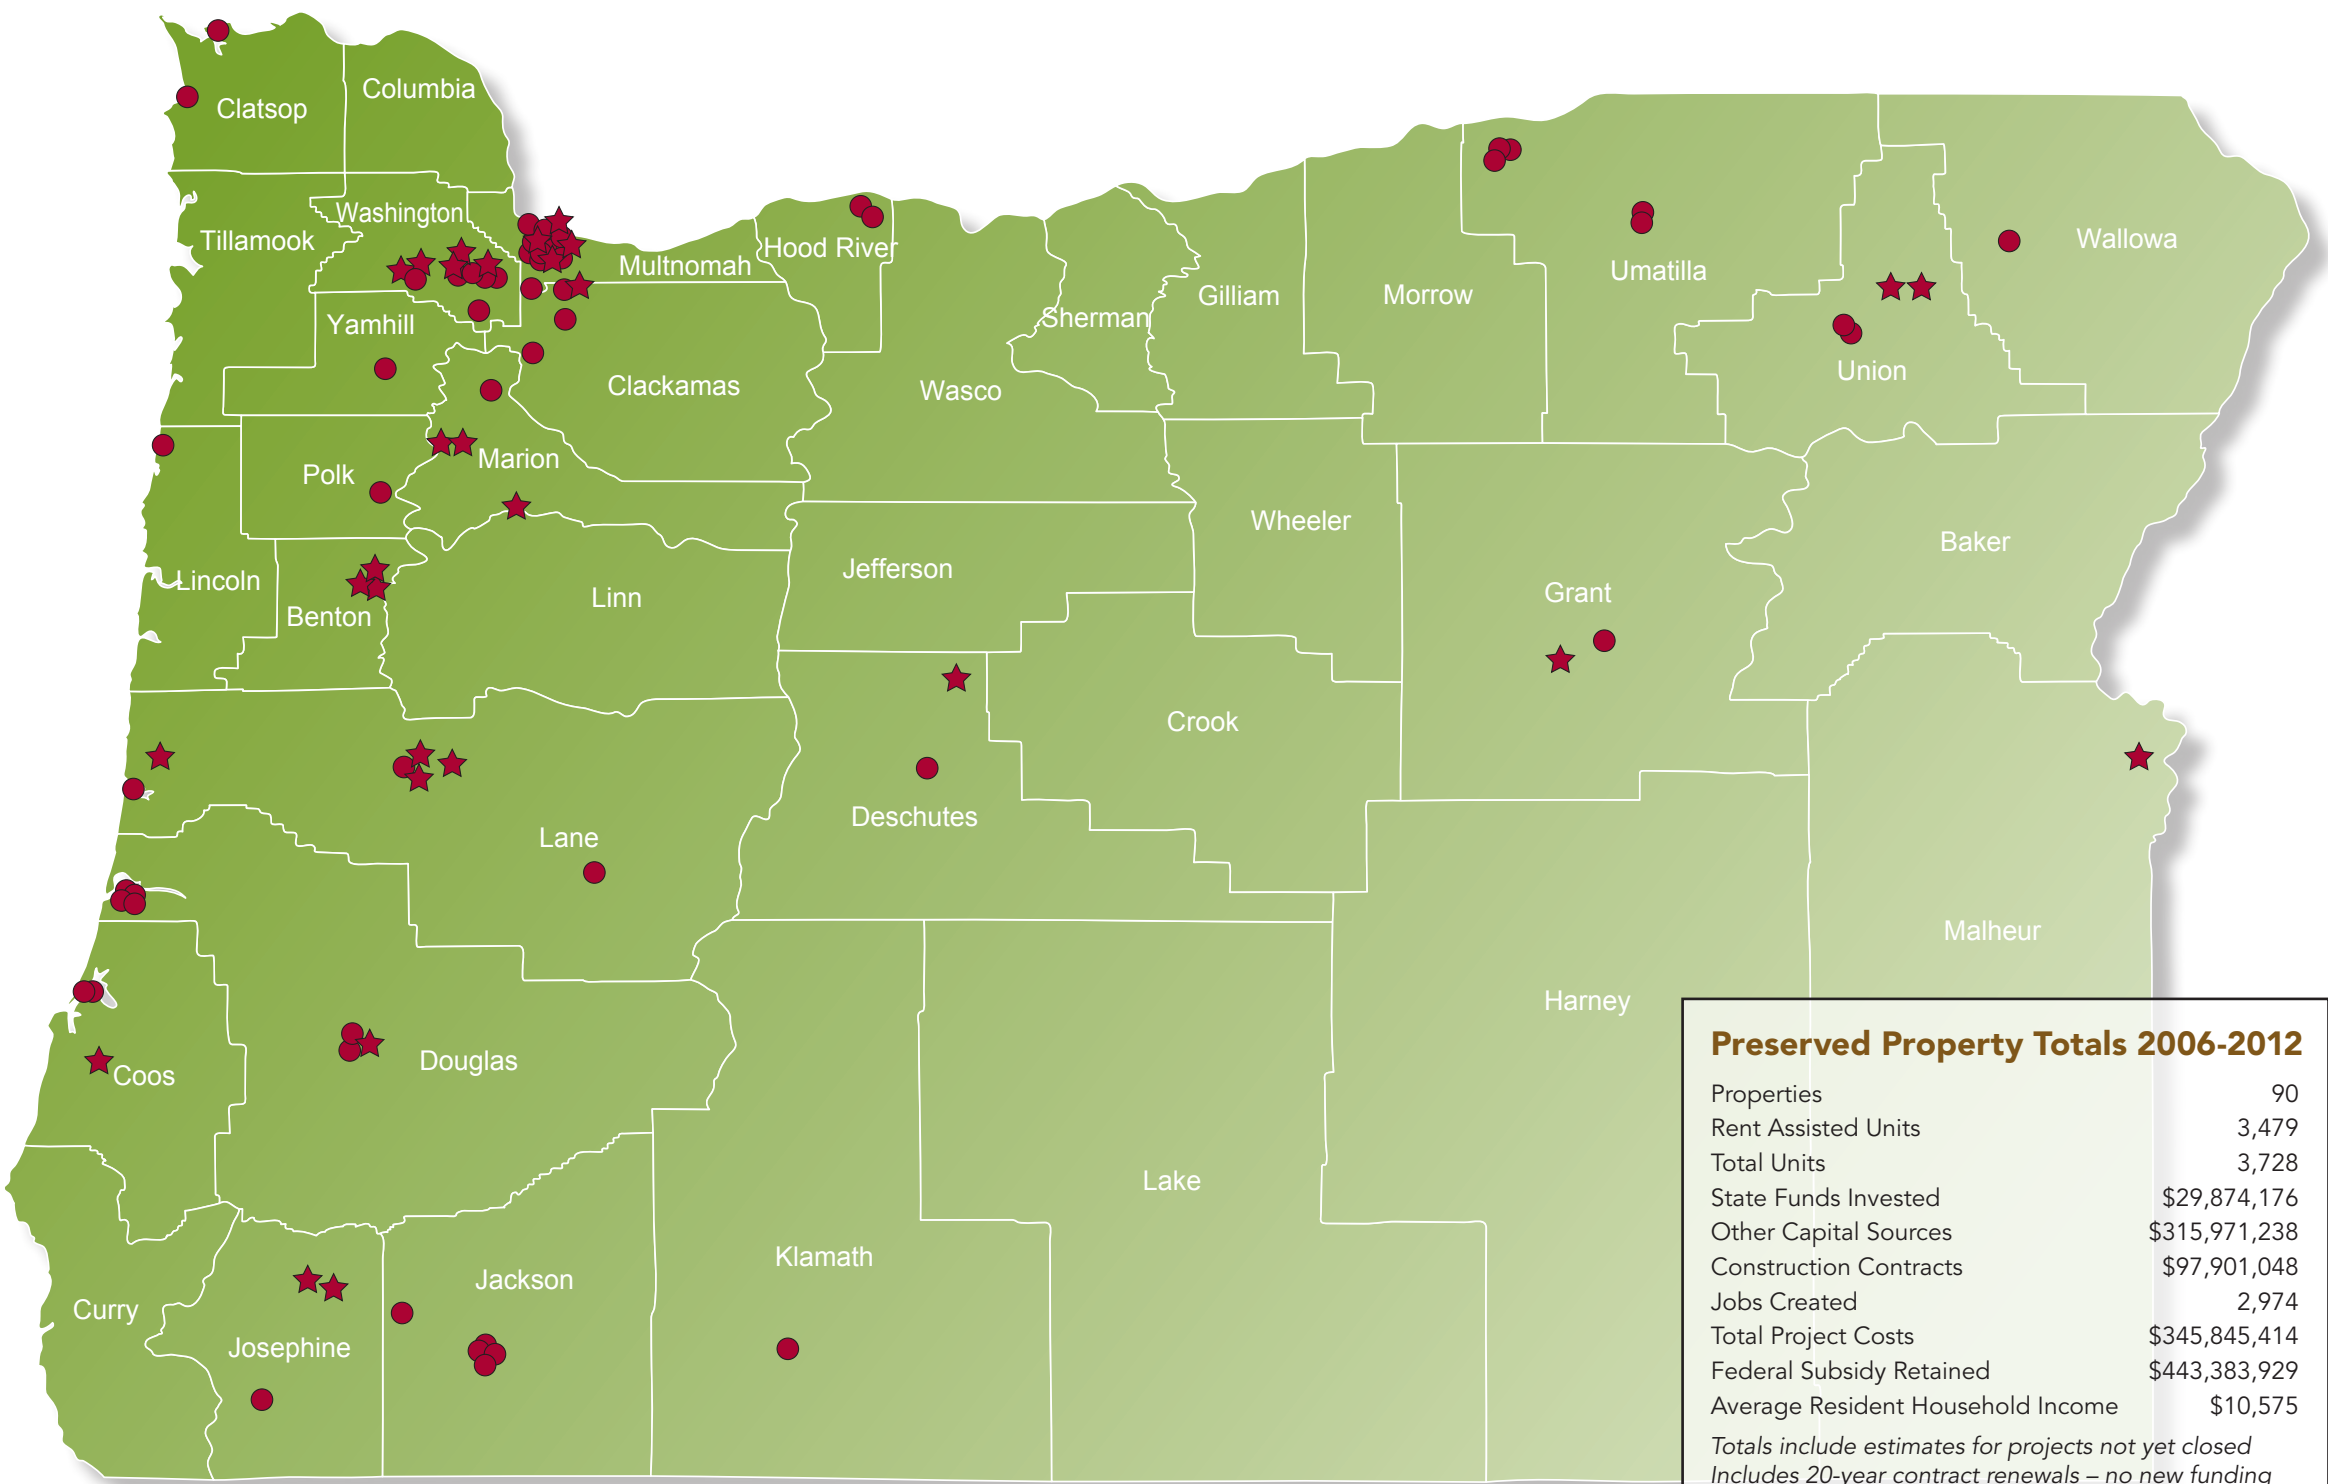 Columbia
Clatsop
Washington
Tillamook
Hood River
Multnomah
Wallowa
Umatilla
Gilliam
Morrow
Sherman
Yamhill
Union
Clackamas
Wasco
Marion
Polk
Wheeler
Baker
Jefferson
Lincoln
Grant
Linn
Benton
Crook
Deschutes
Lane
Malheur
Harney
Douglas
Coos
Lake
Klamath
Jackson
Curry
Josephine
Preserved Property Totals 2006-2012
Properties 90
Rent Assisted Units 3,479
Total Units 3,728
State Funds Invested $29,874,176
Other Capital Sources $315,971,238
Construction Contracts $97,901,048
Jobs Created 2,974
Total Project Costs $345,845,414
Federal Subsidy Retained $443,383,929
Average Resident Household Income $10,575
Totals include estimates for projects not yet closed
Includes 20-year contract renewals – no new funding